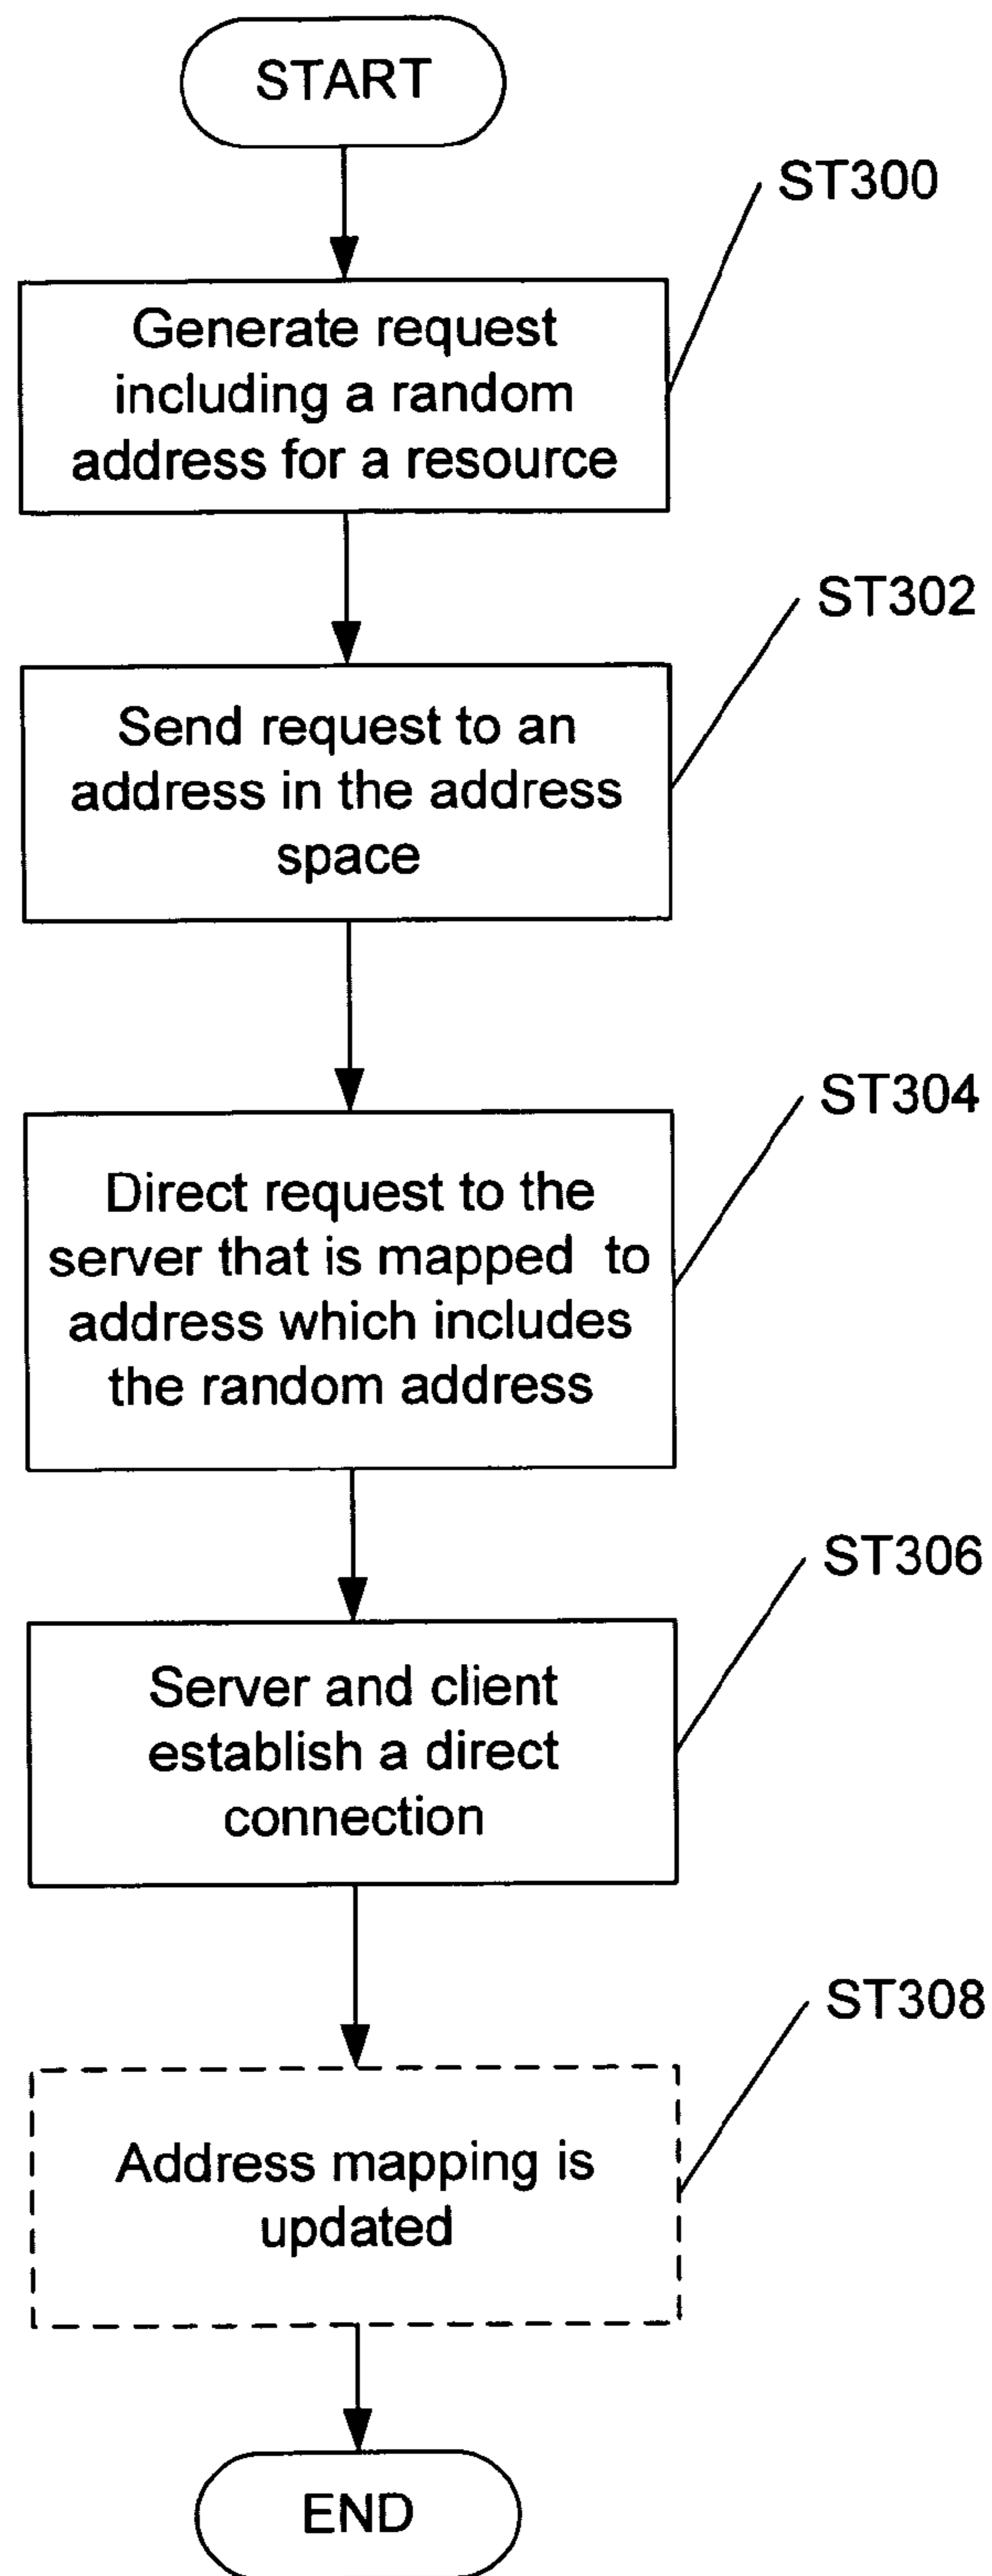 START
ST300
Generate request
including a random
address for a resource
ST302
Send request to an
address in the address
space
ST304
Direct request to the
server that is mapped to
address which includes
the random address
ST306
Server and client
establish a direct
connection
ST308
Address mapping is
updated
END